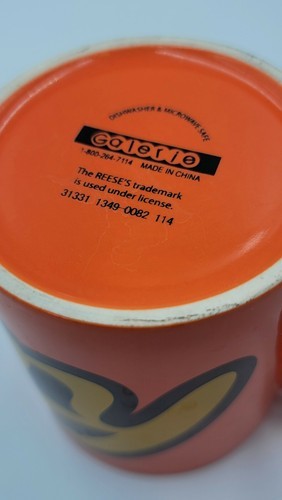 DISHWASHER & MICROWAVE SAFE
Galerie
1-800-264-7114 MADE IN CHINA
The REESE'S trademark
is used under license.
31331 1349-0082 114